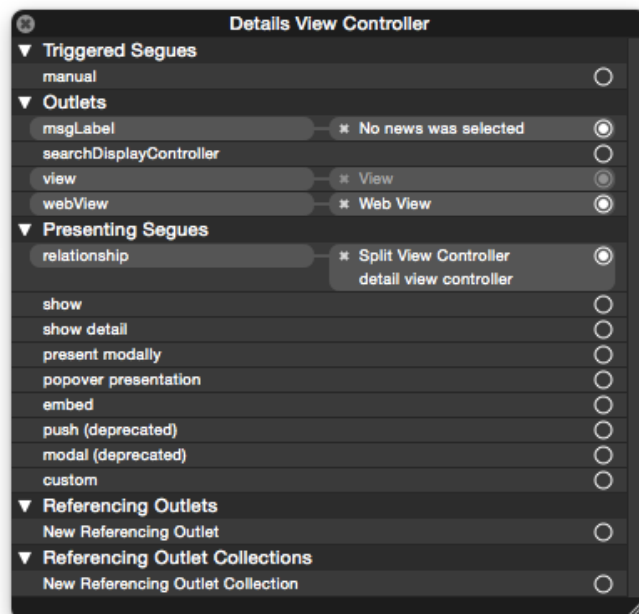 Details View Controller
Triggered Segues
manual
Outlets
msgLabel No news was selected
searchDisplayController
view View
webView Web View
Presenting Segues
relationship Split View Controller
detail view controller
show
show detail
present modally
popover presentation
embed
push (deprecated)
modal (deprecated)
custom
Referencing Outlets
New Referencing Outlet
Referencing Outlet Collections
New Referencing Outlet Collection